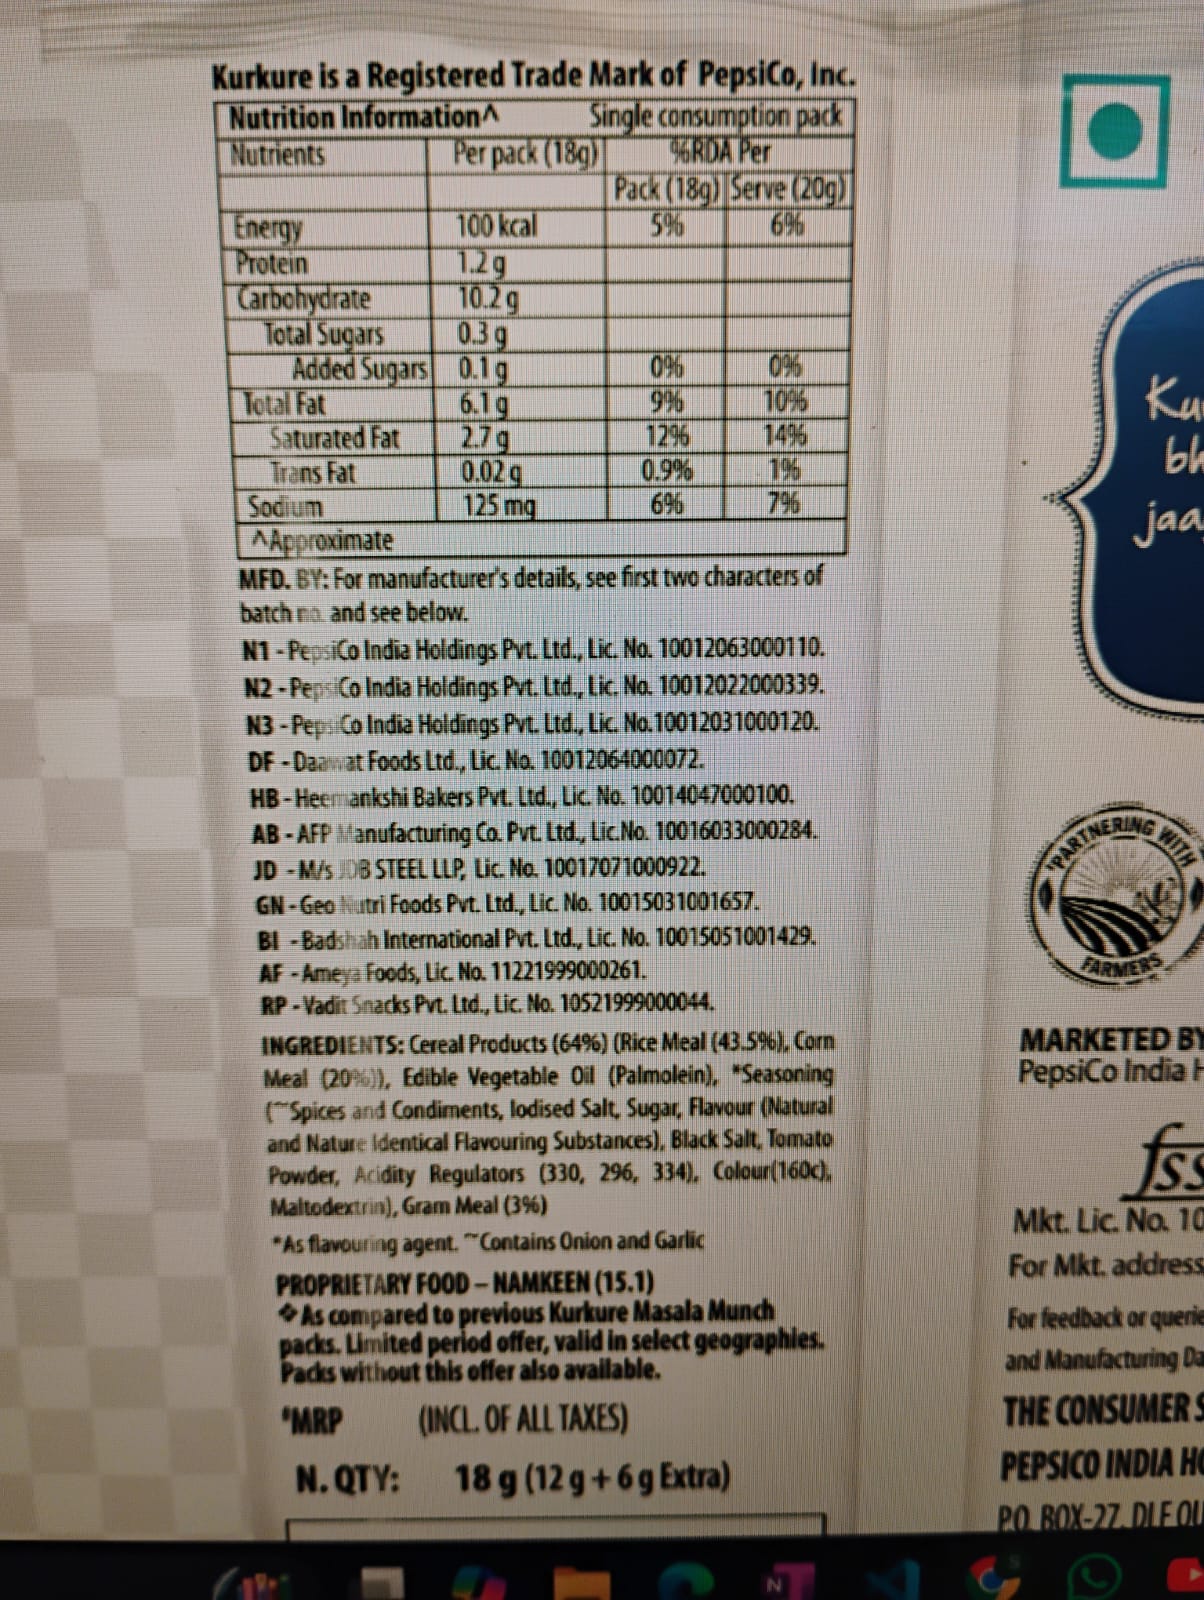 Kurkure is a Registered Trade Mark of PepsiCo, Inc.
Nutrition Information^ Single consumption pack
Nutrients Per pack (18g) %RDA Per
Pack (18g) Serve (20g)
Energy 100 kcal 5% 6%
Protein 1.2 g
Carbohydrate 10.2 g
Total Sugars 0.3 g
Added Sugars 0.1 g 0% 0%
Total Fat 6.1 g 9% 10%
Saturated Fat 2.7 g 12% 14%
Trans Fat 0.02 g 0.9% 1%
Sodium 125 mg 6% 7%
^Approximate
MFD. BY: For manufacturer's details, see first two characters of
batch no. and see below.
N1 - PepsiCo India Holdings Pvt. Ltd., Lic. No. 10012063000110.
N2 - PepsiCo India Holdings Pvt. Ltd., Lic. No. 10012022000339.
N3 - PepsiCo India Holdings Pvt. Ltd., Lic. No.10012031000120.
DF - Daawat Foods Ltd., Lic. No. 10012064000072.
HB - Heemankshi Bakers Pvt. Ltd., Lic. No. 10014047000100.
AB - AFP Manufacturing Co. Pvt. Ltd., Lic.No. 10016033000284.
JD - M/s JDB STEEL LLP, Lic. No. 10017071000922.
GN - Geo Nutri Foods Pvt. Ltd., Lic. No. 10015031001657.
BI - Badshah International Pvt. Ltd., Lic. No. 10015051001429.
AF - Ameya Foods, Lic. No. 11221999000261.
RP - Vadit Snacks Pvt. Ltd., Lic. No. 10521999000044.
INGREDIENTS: Cereal Products (64%) (Rice Meal (43.5%), Corn
Meal (20%)), Edible Vegetable Oil (Palmolein), *Seasoning
(~~Spices and Condiments, Iodised Salt, Sugar, Flavour (Natural
and Nature Identical Flavouring Substances), Black Salt, Tomato
Powder, Acidity Regulators (330, 296, 334), Colour(160c),
Maltodextrin), Gram Meal (3%)
*As flavouring agent. ~~Contains Onion and Garlic
PROPRIETARY FOOD – NAMKEEN (15.1)
❖As compared to previous Kurkure Masala Munch
packs. Limited period offer, valid in select geographies.
Packs without this offer also available.
#MRP (INCL. OF ALL TAXES)
N. QTY: 18 g (12 g + 6 g Extra)
PARTNERING WITH
FARMERS
MARKETED BY
PepsiCo India
fss
Mkt. Lic. No. 10
For Mkt. address
For feedback or
and Manufacturing
THE CONSUMER
PEPSICO INDIA
P.O. BOX-27, DLF